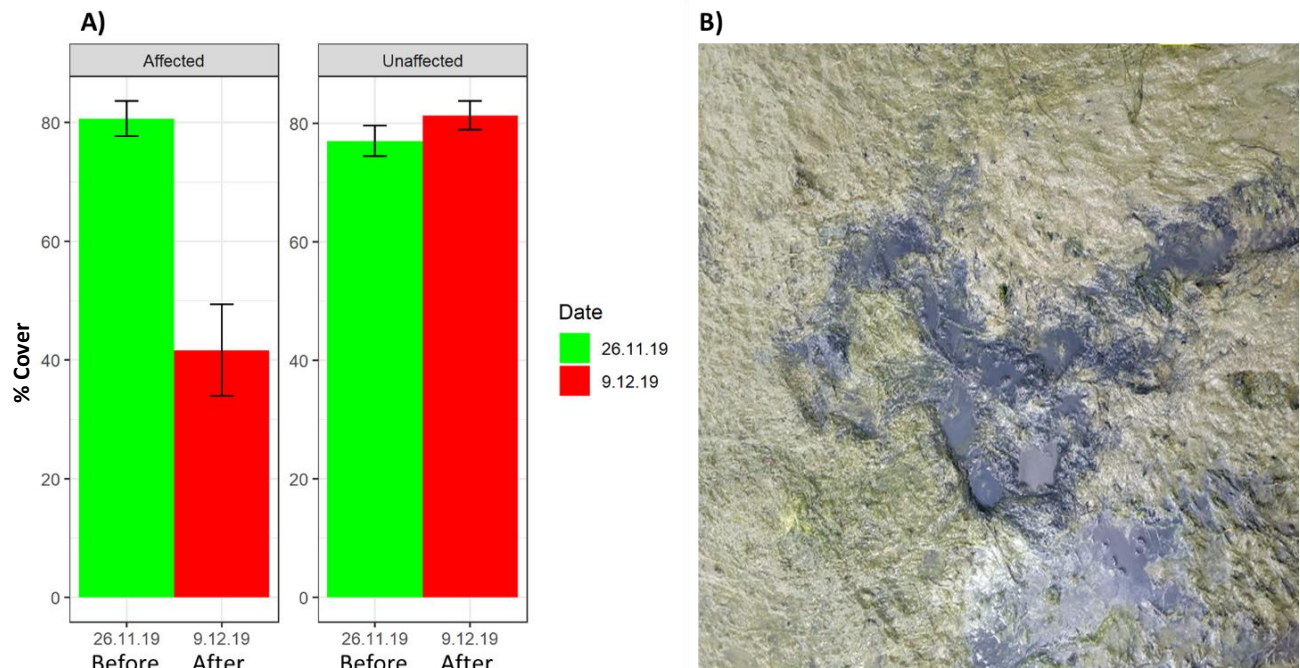 A)
Affected
Unaffected
% Cover
80
60
40
20
0
80
60
40
20
0
26.11.19
9.12.19
26.11.19
9.12.19
Before
After
Before
After
Date
26.11.19
9.12.19
B)